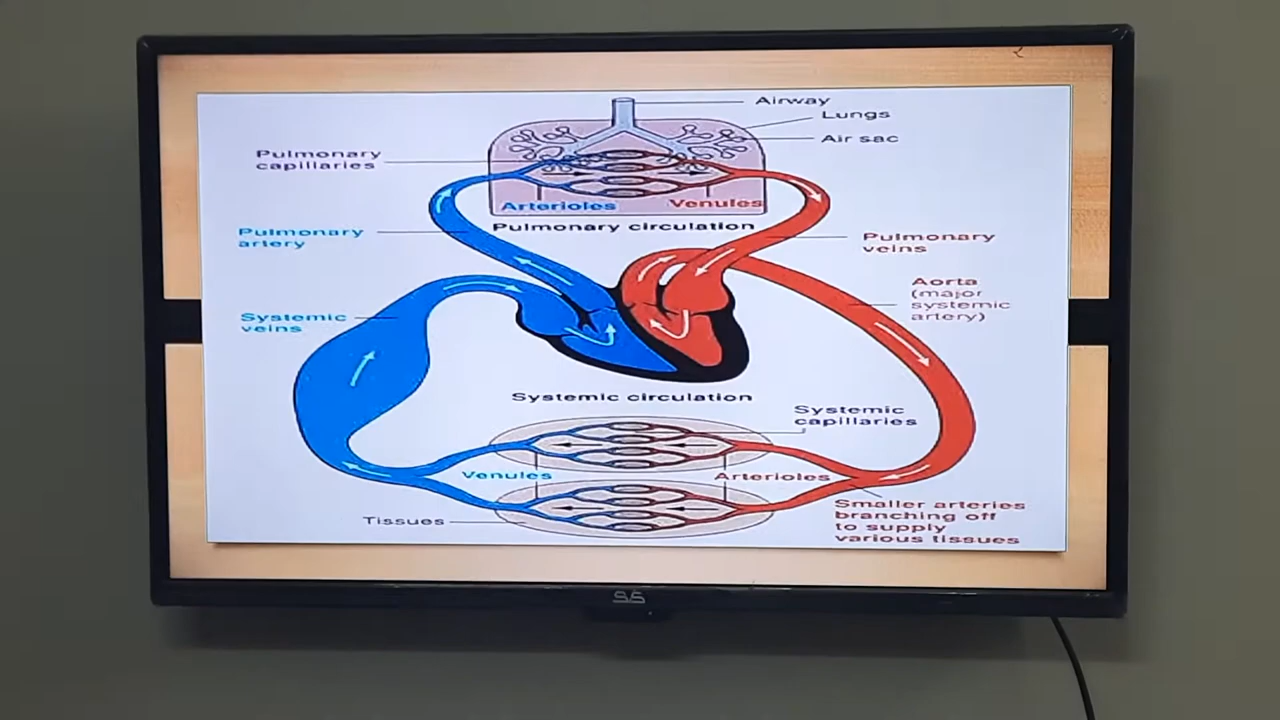 Airway
Lungs
Air sac
Pulmonary
capillaries
Arterioles
Venules
Pulmonary circulation
Pulmonary
artery
Pulmonary
veins
Aorta
(major
systemic
artery)
Systemic
veins
Systemic circulation
Systemic
capillaries
Venules
Arterioles
Tissues
Smaller arteries
branching off
to supply
various tissues